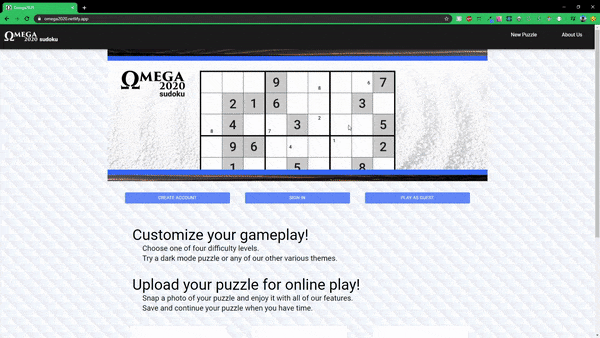 Omega2020
omega2020.netlify.app
ΩMEGA
2020 sudoku
New Puzzle
About Us
ΩMEGA
2020
sudoku
9 8 6 7
2 1 6 3
8 4 7 3 2 5
9 6 4 1 2
1 5 8
CREATE ACCOUNT
SIGN IN
PLAY AS GUEST
Customize your gameplay!
Choose one of four difficulty levels.
Try a dark mode puzzle or any of our other various themes.
Upload your puzzle for online play!
Snap a photo of your puzzle and enjoy it with all of our features.
Save and continue your puzzle when you have time.